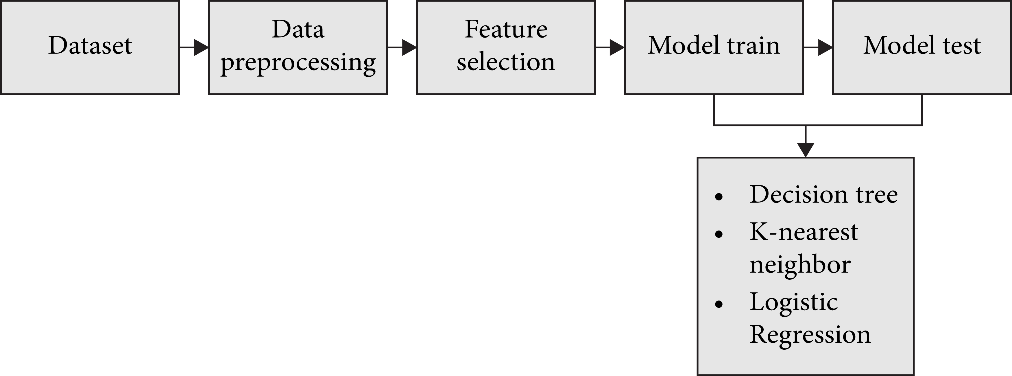 Dataset
Data
preprocessing
Feature
selection
Model train
Model test
• Decision tree
• K-nearest
neighbor
• Logistic
Regression